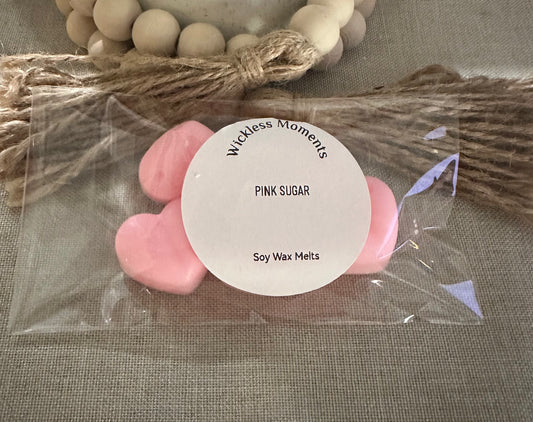 Wickless Moments
PINK SUGAR
Soy Wax Melts